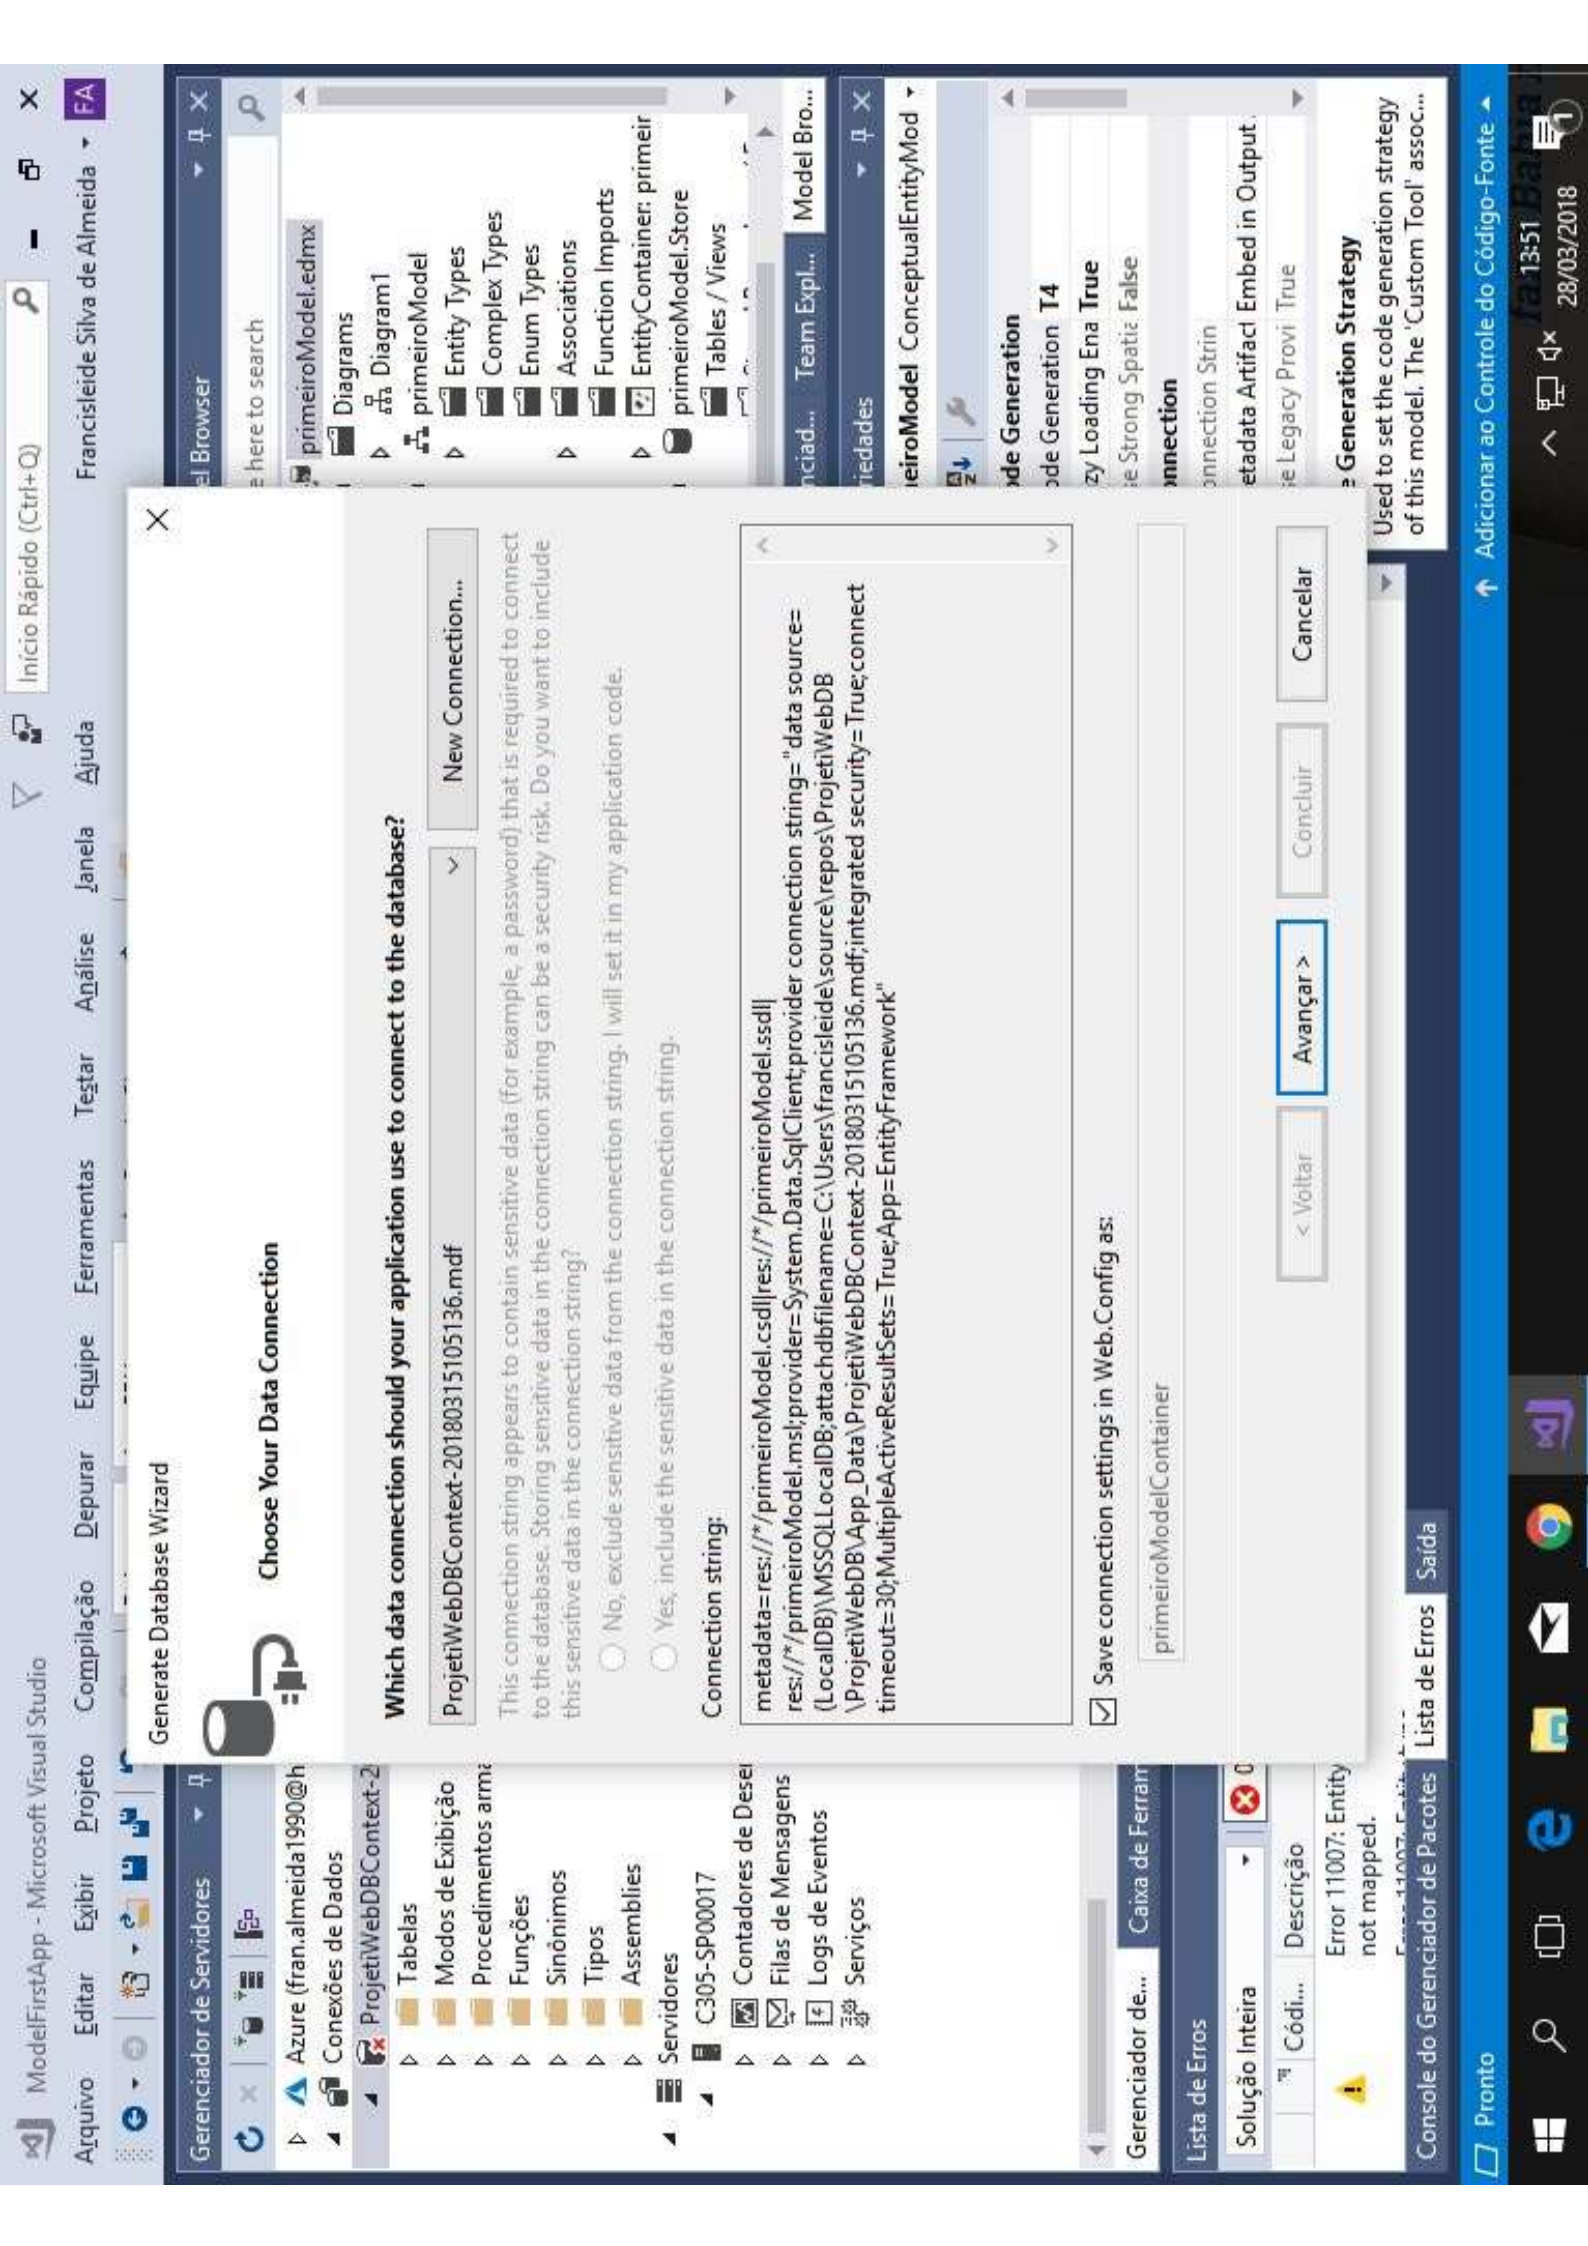 ModelFirstApp - Microsoft Visual Studio
Início Rápido (Ctrl+Q)
Arquivo Editar Exibir Projeto Compilação Depurar Equipe Ferramentas Testar Análise Janela Ajuda
Francisleide Silva de Almeida FA
Gerenciador de Servidores
Azure (fran.almeida1990@h
Conexões de Dados
ProjetiWebDBContext-2
Tabelas
Modos de Exibição
Procedimentos arma
Funções
Sinônimos
Tipos
Assemblies
Servidores
C305-SP00017
Contadores de Desei
Filas de Mensagens
Logs de Eventos
Serviços
Gerenciador de... Caixa de Ferram
Generate Database Wizard
Choose Your Data Connection
Which data connection should your application use to connect to the database?
ProjetiWebDBContext-20180315105136.mdf
New Connection...
This connection string appears to contain sensitive data (for example, a password) that is required to connect
to the database. Storing sensitive data in the connection string can be a security risk. Do you want to include
this sensitive data in the connection string?
No, exclude sensitive data from the connection string. I will set it in my application code.
Yes, include the sensitive data in the connection string.
Connection string:
metadata=res://*/primeiroModel.csdl|res://*/primeiroModel.ssdl|
res://*/primeiroModel.msl;provider=System.Data.SqlClient;provider connection string="data source=
(LocalDB)\MSSQLLocalDB;attachdbfilename=C:\Users\francisleide\source\repos\ProjetiWebDB
\ProjetiWebDB\App_Data\ProjetiWebDBContext-20180315105136.mdf;integrated security=True;connect
timeout=30;MultipleActiveResultSets=True;App=EntityFramework"
Save connection settings in Web.Config as:
primeiroModelContainer
< Voltar
Avançar >
Concluir
Cancelar
el Browser
e here to search
primeiroModel.edmx
Diagrams
Diagram1
primeiroModel
Entity Types
Complex Types
Enum Types
Associations
Function Imports
EntityContainer: primeir
primeiroModel.Store
Tables / Views
nciad... Team Expl... Model Bro...
riedades
eiroModel ConceptualEntityMod
ode Generation
ode Generation T4
zy Loading Ena True
e Strong Spatia False
onnection
onnection Strin
etadata Artifact Embed in Output
e Legacy Provi True
e Generation Strategy
Used to set the code generation strategy
of this model. The 'Custom Tool' assoc...
Lista de Erros
Solução Inteira
0
Códi... Descrição
Error 11007: Entity
not mapped.
Console do Gerenciador de Pacotes Lista de Erros Saída
Pronto
Adicionar ao Controle do Código-Fonte
13:51
28/03/2018
1